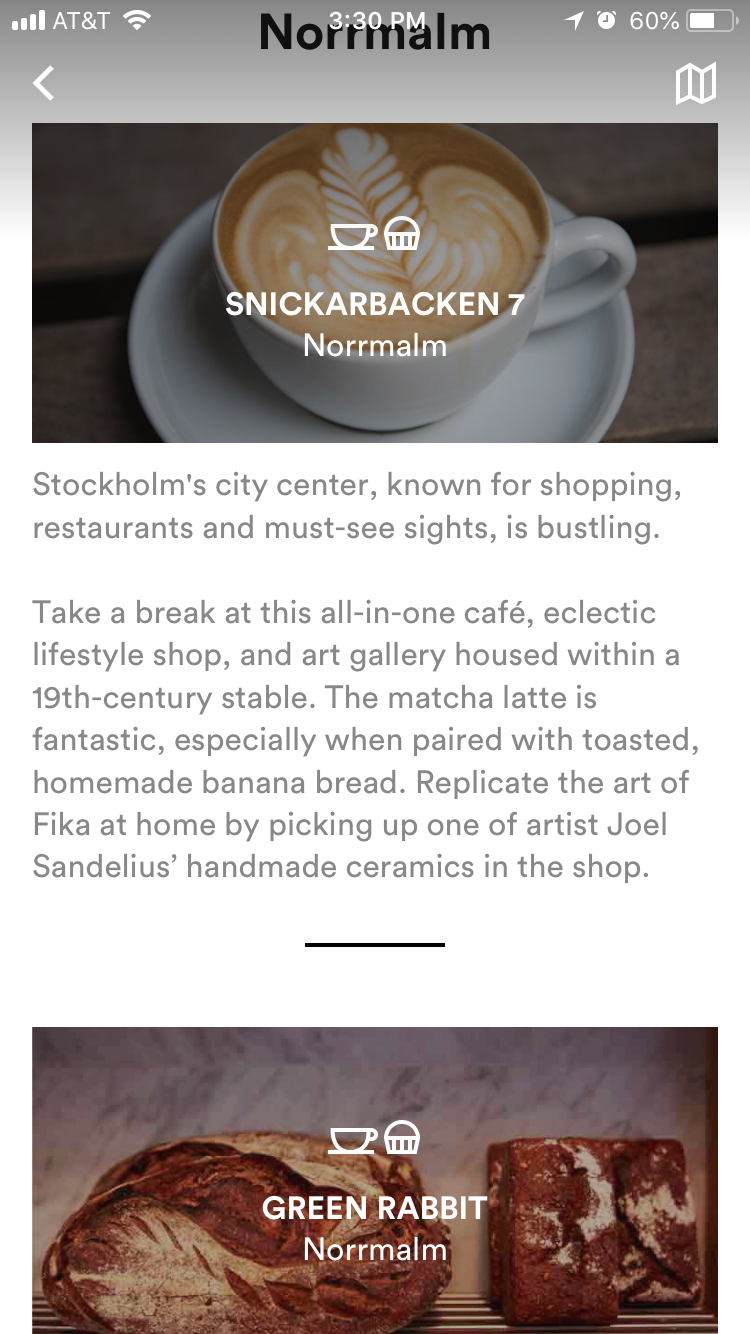 AT&T 3:30 PM 60%
Norrmalm
SNICKARBACKEN 7
Norrmalm
Stockholm's city center, known for shopping,
restaurants and must-see sights, is bustling.
Take a break at this all-in-one café, eclectic
lifestyle shop, and art gallery housed within a
19th-century stable. The matcha latte is
fantastic, especially when paired with toasted,
homemade banana bread. Replicate the art of
Fika at home by picking up one of artist Joel
Sandelius’ handmade ceramics in the shop.
GREEN RABBIT
Norrmalm